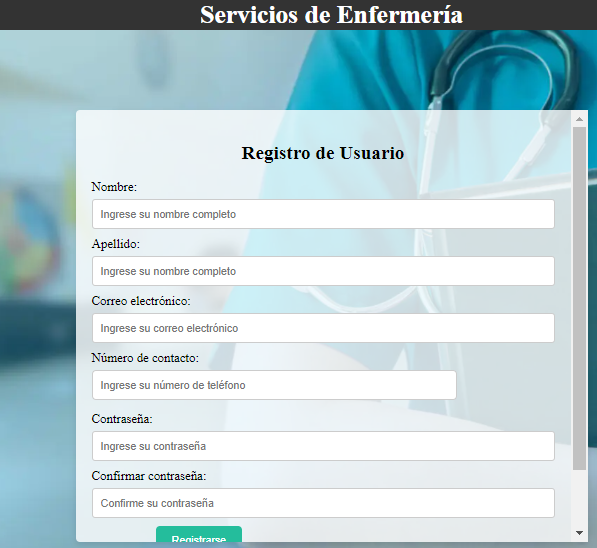 Servicios de Enfermería
Registro de Usuario
Nombre:
Ingrese su nombre completo
Apellido:
Ingrese su nombre completo
Correo electrónico:
Ingrese su correo electrónico
Número de contacto:
Ingrese su número de teléfono
Contraseña:
Ingrese su contraseña
Confirmar contraseña:
Confirme su contraseña
Registrarse